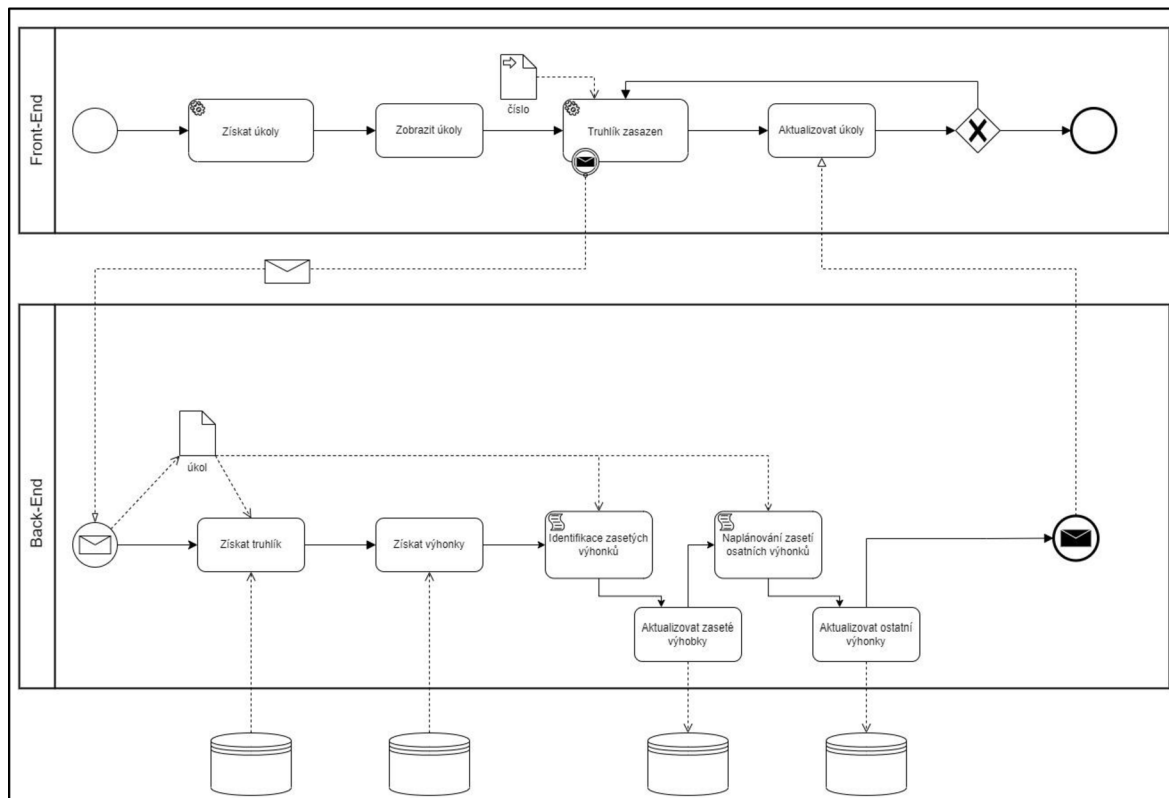 Front-End
číslo
Získat úkoly
Zobrazit úkoly
Truhlík zasazen
Aktualizovat úkoly
Back-End
úkol
Získat truhlík
Získat výhonky
Identifikace zasetých
výhonků
Naplánování zasetí
osatních výhonků
Aktualizovat zaseté
výhobky
Aktualizovat ostatní
výhonky